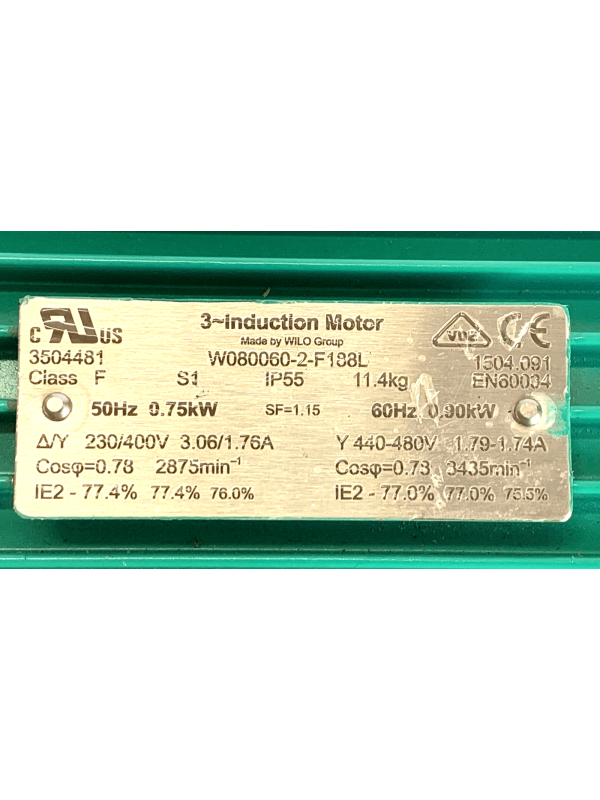 c RU US
3~Induction Motor
VDE CE
Made by WILO Group
3504481 W080060-2-F188L 1504.091
Class F S1 IP55 11.4kg EN60034
50Hz 0.75kW SF=1.15 60Hz 0.90kW
Δ/Y 230/400V 3.06/1.76A Y 440-480V 1.79-1.74A
Cosφ=0.78 2875min⁻¹ Cosφ=0.73 3435min⁻¹
IE2 - 77.4% 77.4% 76.0% IE2 - 77.0% 77.0% 75.5%